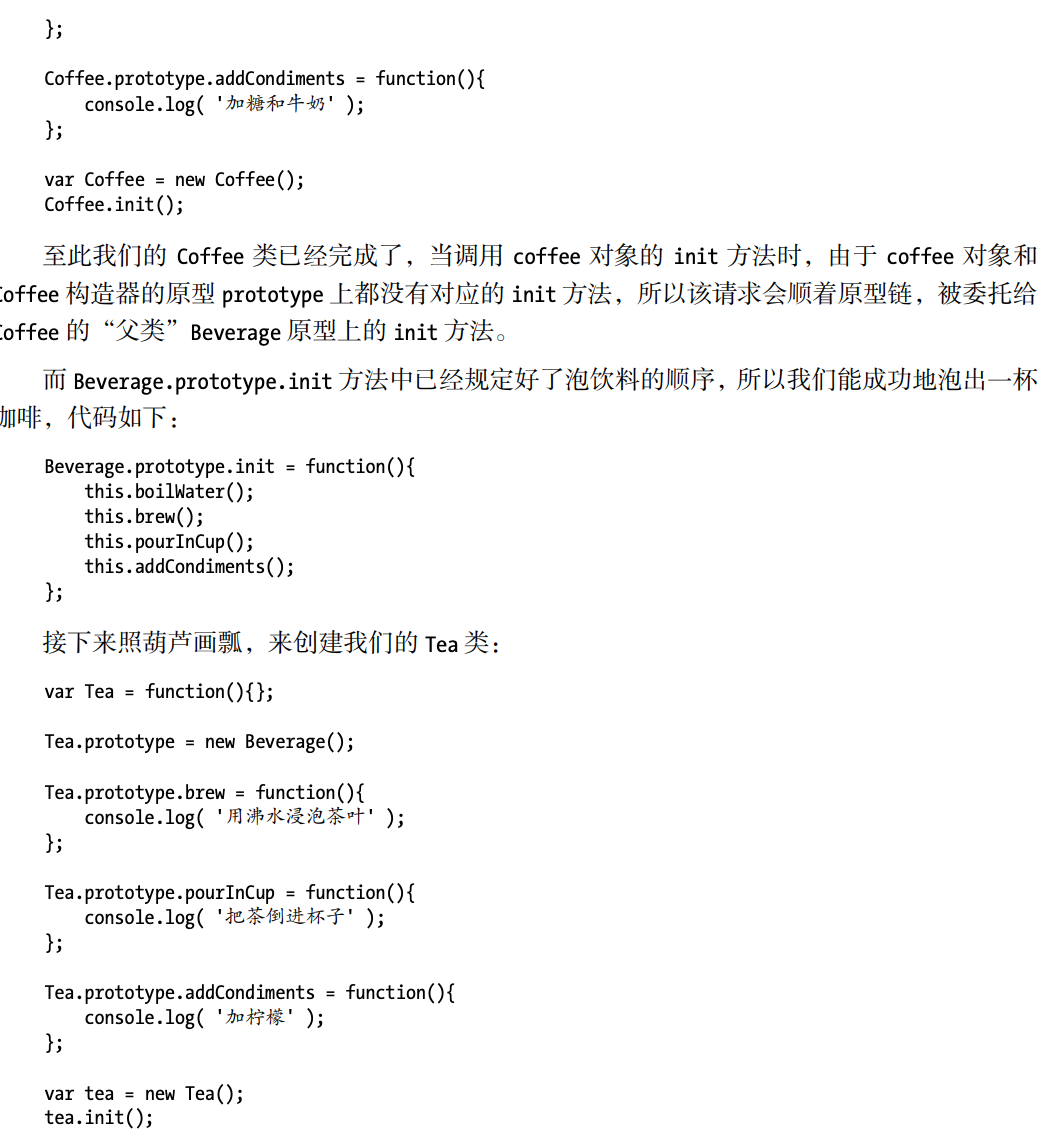 };
Coffee.prototype.addCondiments = function(){
    console.log( '加糖和牛奶' );
};
var Coffee = new Coffee();
Coffee.init();
至此我们的 Coffee 类已经完成了，当调用 coffee 对象的 init 方法时，由于 coffee 对象和
Coffee 构造器的原型 prototype 上都没有对应的 init 方法，所以该请求会顺着原型链，被委托给
Coffee 的“父类”Beverage 原型上的 init 方法。
而 Beverage.prototype.init 方法中已经规定好了泡饮料的顺序，所以我们能成功地泡出一杯
咖啡，代码如下：
Beverage.prototype.init = function(){
    this.boilWater();
    this.brew();
    this.pourInCup();
    this.addCondiments();
};
接下来照葫芦画瓢，来创建我们的 Tea 类：
var Tea = function(){};
Tea.prototype = new Beverage();
Tea.prototype.brew = function(){
    console.log( '用沸水浸泡茶叶' );
};
Tea.prototype.pourInCup = function(){
    console.log( '把茶倒进杯子' );
};
Tea.prototype.addCondiments = function(){
    console.log( '加柠檬' );
};
var tea = new Tea();
tea.init();